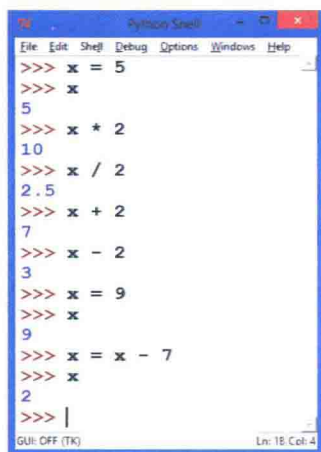 Python Shell
File Edit Shell Debug Options Windows Help
>>> x = 5
>>> x
5
>>> x * 2
10
>>> x / 2
2.5
>>> x + 2
7
>>> x - 2
3
>>> x = 9
>>> x
9
>>> x = x - 7
>>> x
2
>>>
GUI: OFF (TK) Ln: 18 Col: 4